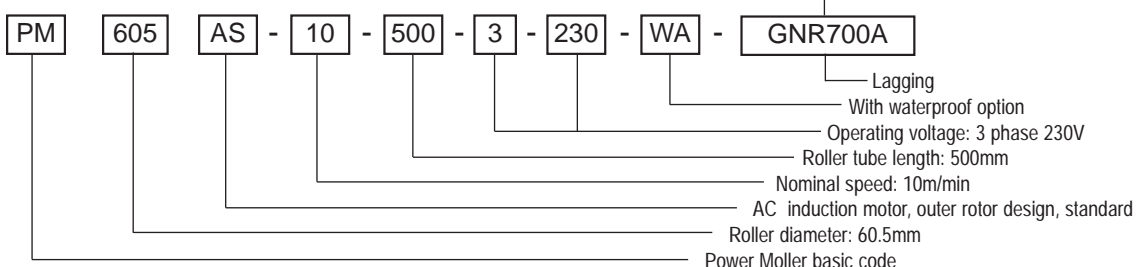 PM 605 AS - 10 - 500 - 3 - 230 - WA - GNR700A
Lagging
With waterproof option
Operating voltage: 3 phase 230V
Roller tube length: 500mm
Nominal speed: 10m/min
AC induction motor, outer rotor design, standard
Roller diameter: 60.5mm
Power Moller basic code